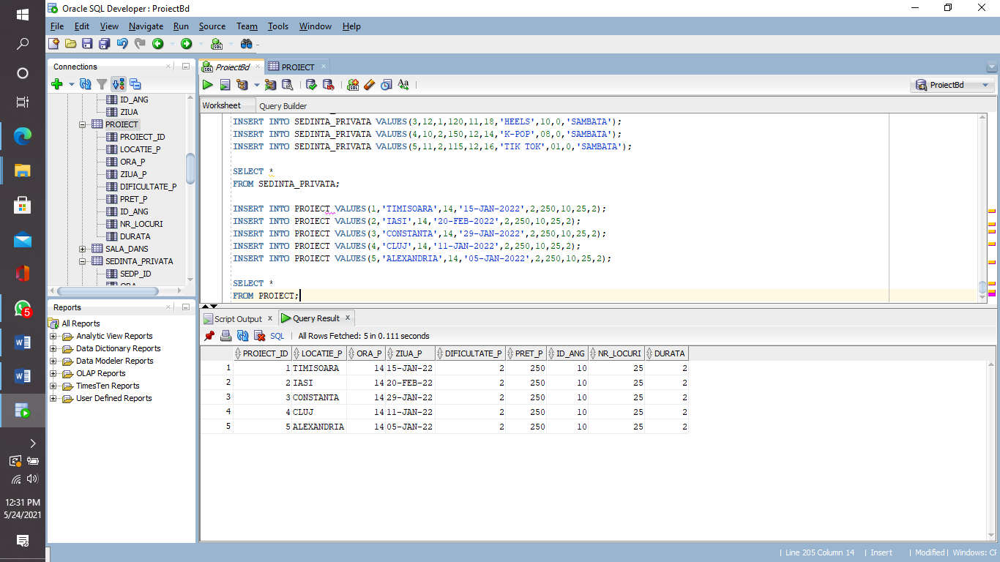 Oracle SQL Developer : ProiectBd
File Edit View Navigate Run Source Team Tools Window Help
Connections
ID_ANG
ZIUA
PROIECT
PROIECT_ID
LOCATIE_P
ORA_P
ZIUA_P
DIFICULTATE_P
PRET_P
ID_ANG
NR_LOCURI
DURATA
SALA_DANS
SEDINTA_PRIVATA
SEDP_ID
Reports
All Reports
Analytic View Reports
Data Dictionary Reports
Data Modeler Reports
OLAP Reports
TimesTen Reports
User Defined Reports
ProiectBd PROIECT
ProiectBd
Worksheet Query Builder
INSERT INTO SEDINTA_PRIVATA VALUES(3,12,1,120,11,18,'HEELS',10,0,'SAMBATA');
INSERT INTO SEDINTA_PRIVATA VALUES(4,10,2,150,12,14,'K-POP',08,0,'SAMBATA');
INSERT INTO SEDINTA_PRIVATA VALUES(5,11,2,115,12,16,'TIK TOK',01,0,'SAMBATA');
SELECT *
FROM SEDINTA_PRIVATA;
INSERT INTO PROIECT VALUES(1,'TIMISOARA',14,'15-JAN-2022',2,250,10,25,2);
INSERT INTO PROIECT VALUES(2,'IASI',14,'20-FEB-2022',2,250,10,25,2);
INSERT INTO PROIECT VALUES(3,'CONSTANTA',14,'29-JAN-2022',2,250,10,25,2);
INSERT INTO PROIECT VALUES(4,'CLUJ',14,'11-JAN-2022',2,250,10,25,2);
INSERT INTO PROIECT VALUES(5,'ALEXANDRIA',14,'05-JAN-2022',2,250,10,25,2);
SELECT *
FROM PROIECT;
Script Output x Query Result x
SQL | All Rows Fetched: 5 in 0.111 seconds
PROIECT_ID LOCATIE_P ORA_P ZIUA_P DIFICULTATE_P PRET_P ID_ANG NR_LOCURI DURATA
1 1 TIMISOARA 14 15-JAN-22 2 250 10 25 2
2 2 IASI 14 20-FEB-22 2 250 10 25 2
3 3 CONSTANTA 14 29-JAN-22 2 250 10 25 2
4 4 CLUJ 14 11-JAN-22 2 250 10 25 2
5 5 ALEXANDRIA 14 05-JAN-22 2 250 10 25 2
5
12:31 PM
5/24/2021
| Line 205 Column 14 | Insert | Modified | Windows: